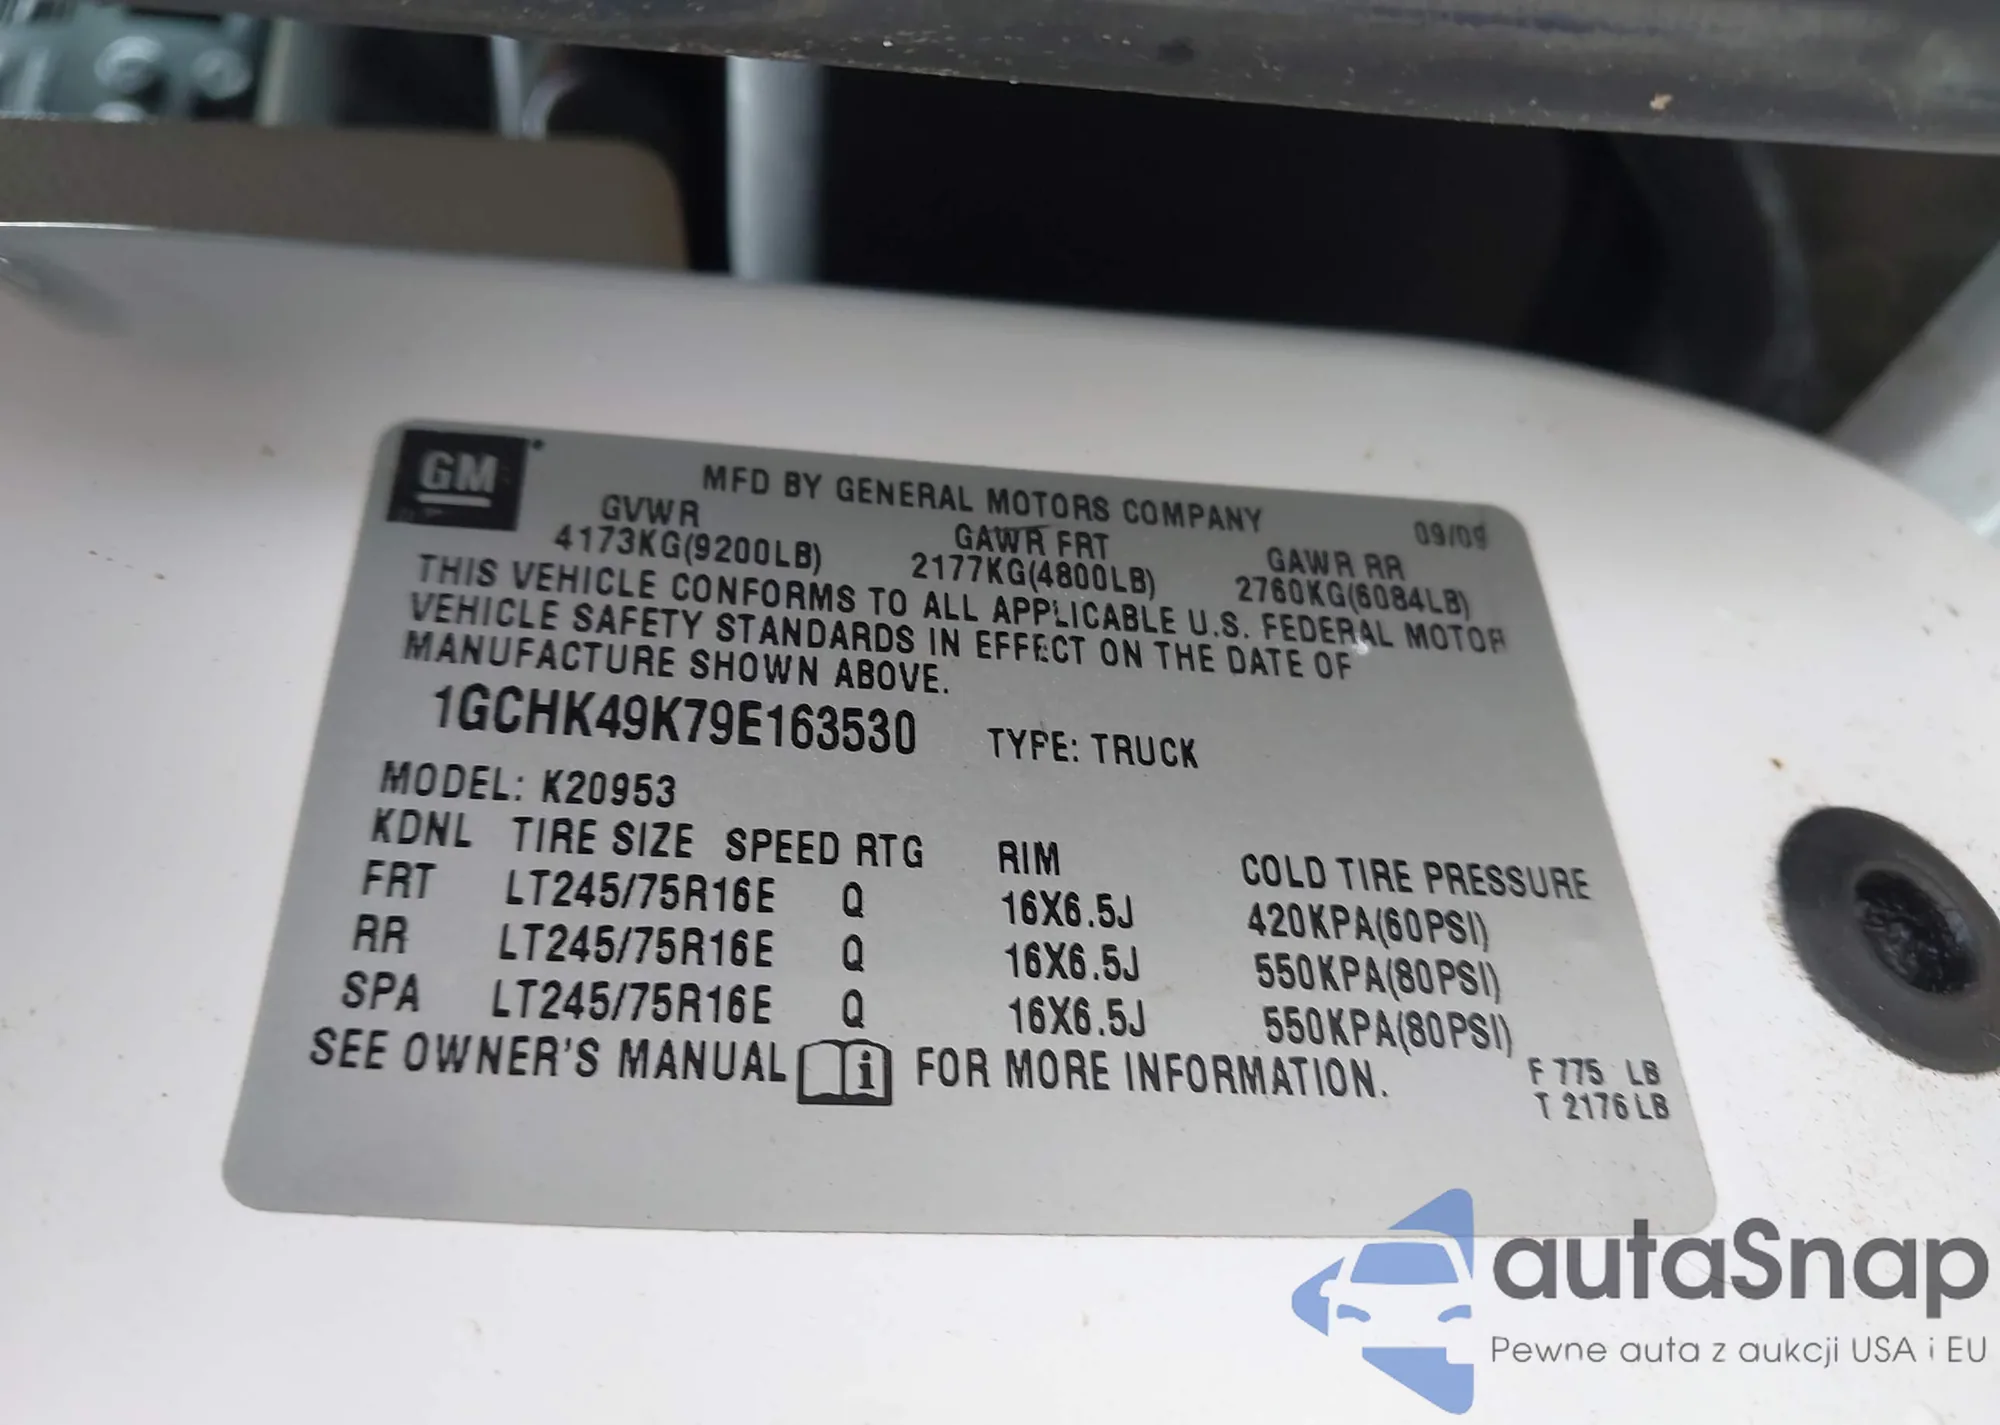 GM
MFD BY GENERAL MOTORS COMPANY 09/09
GVWR GAWR FRT GAWR RR
4173KG(9200LB) 2177KG(4800LB) 2760KG(6084LB)
THIS VEHICLE CONFORMS TO ALL APPLICABLE U.S. FEDERAL MOTOR
VEHICLE SAFETY STANDARDS IN EFFECT ON THE DATE OF
MANUFACTURE SHOWN ABOVE.
1GCHK49K79E163530 TYPE: TRUCK
MODEL: K20953
KDNL TIRE SIZE SPEED RTG RIM COLD TIRE PRESSURE
FRT LT245/75R16E Q 16X6.5J 420KPA(60PSI)
RR LT245/75R16E Q 16X6.5J 550KPA(80PSI)
SPA LT245/75R16E Q 16X6.5J 550KPA(80PSI)
SEE OWNER'S MANUAL i FOR MORE INFORMATION.
F 775 LB
T 2176 LB
autaSnap
Pewne auta z aukcji USA i EU